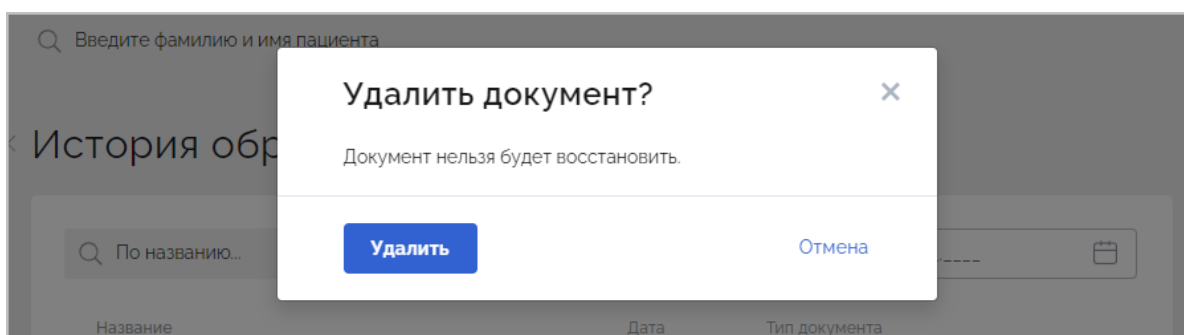 Введите фамилию и имя пациента
Удалить документ?
История обр
Документ нельзя будет восстановить.
По названию...
Удалить
Отмена
Название
Дата
Тип документа